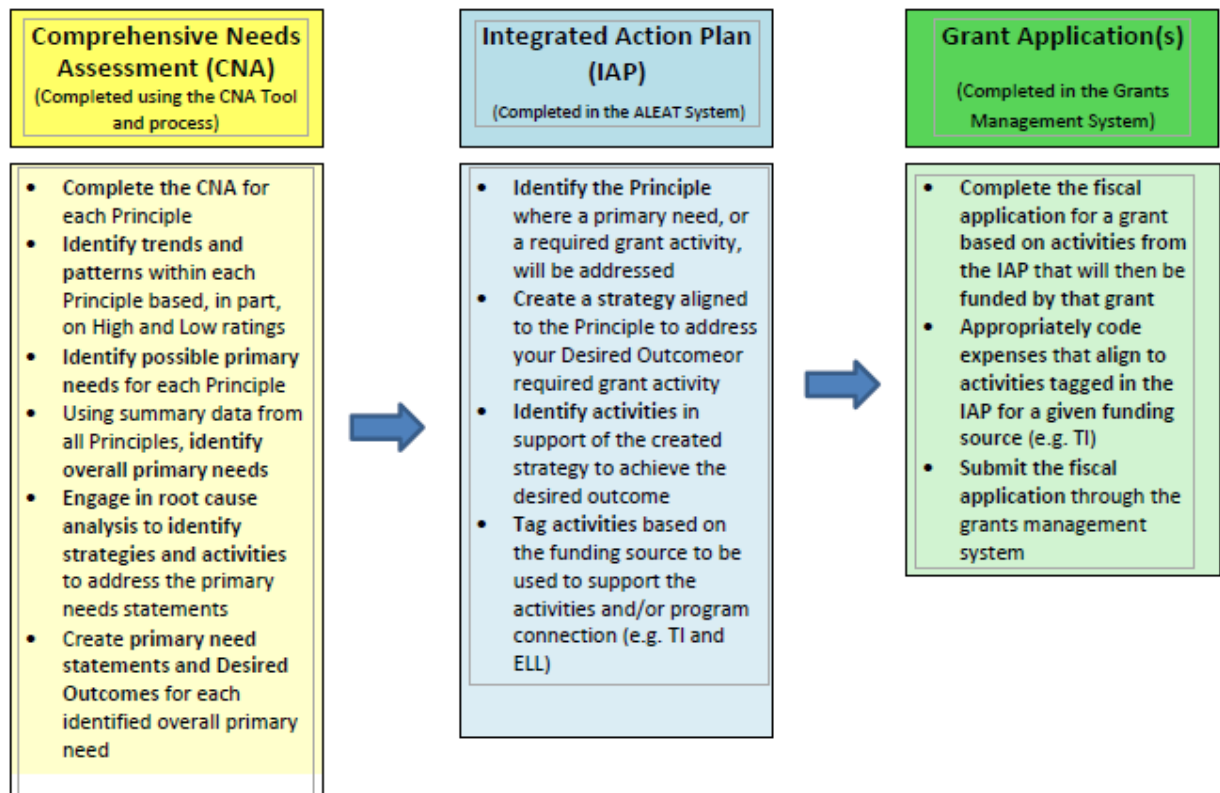 Comprehensive Needs
Assessment (CNA)
(Completed using the CNA Tool
and process)
• Complete the CNA for
each Principle
• Identify trends and
patterns within each
Principle based, in part,
on High and Low ratings
• Identify possible primary
needs for each Principle
• Using summary data from
all Principles, identify
overall primary needs
• Engage in root cause
analysis to identify
strategies and activities
to address the primary
needs statements
• Create primary need
statements and Desired
Outcomes for each
identified overall primary
need
Integrated Action Plan
(IAP)
(Completed in the ALEAT System)
• Identify the Principle
where a primary need, or
a required grant activity,
will be addressed
• Create a strategy aligned
to the Principle to address
your Desired Outcomeor
required grant activity
• Identify activities in
support of the created
strategy to achieve the
desired outcome
• Tag activities based on
the funding source to be
used to support the
activities and/or program
connection (e.g. TI and
ELL)
Grant Application(s)
(Completed in the Grants
Management System)
• Complete the fiscal
application for a grant
based on activities from
the IAP that will then be
funded by that grant
• Appropriately code
expenses that align to
activities tagged in the
IAP for a given funding
source (e.g. TI)
• Submit the fiscal
application through the
grants management
system